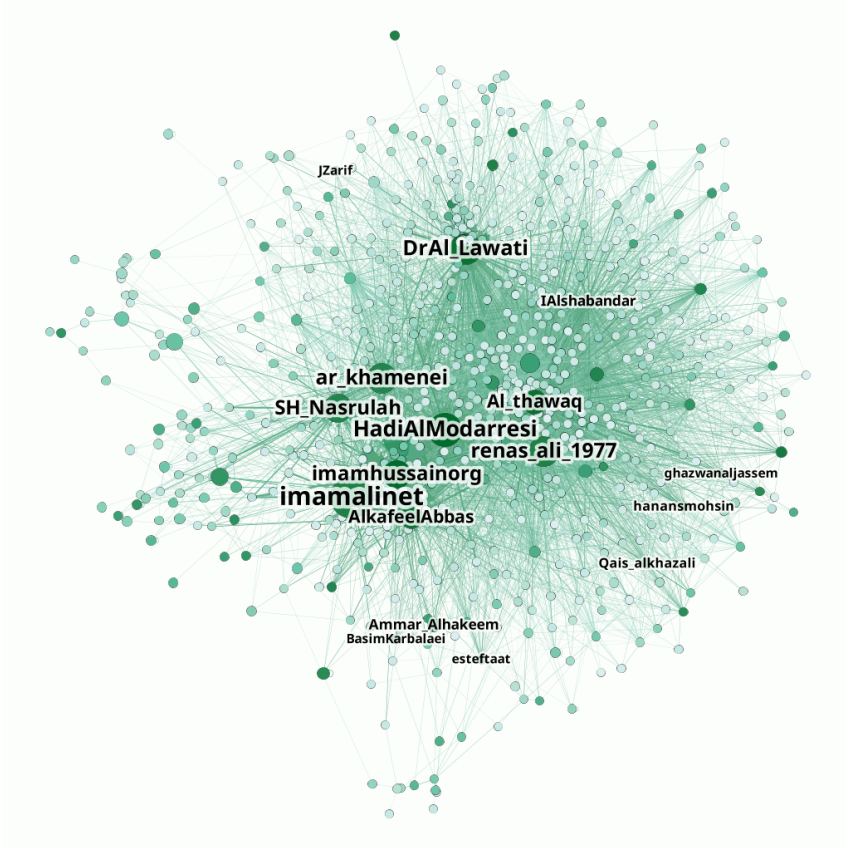 JZarif
DrAl_Lawati
IAlshabandar
ar_khamenei
Al_thawaq
SH_Nasrulah
HadiAlModarresi
renas_ali_1977
imamhussainorg
ghazwanaljassem
imamalinet
hanansmohsin
AlkafeelAbbas
Qais_alkhazali
Ammar_Alhakeem
BasimKarbalaei
esteftaat